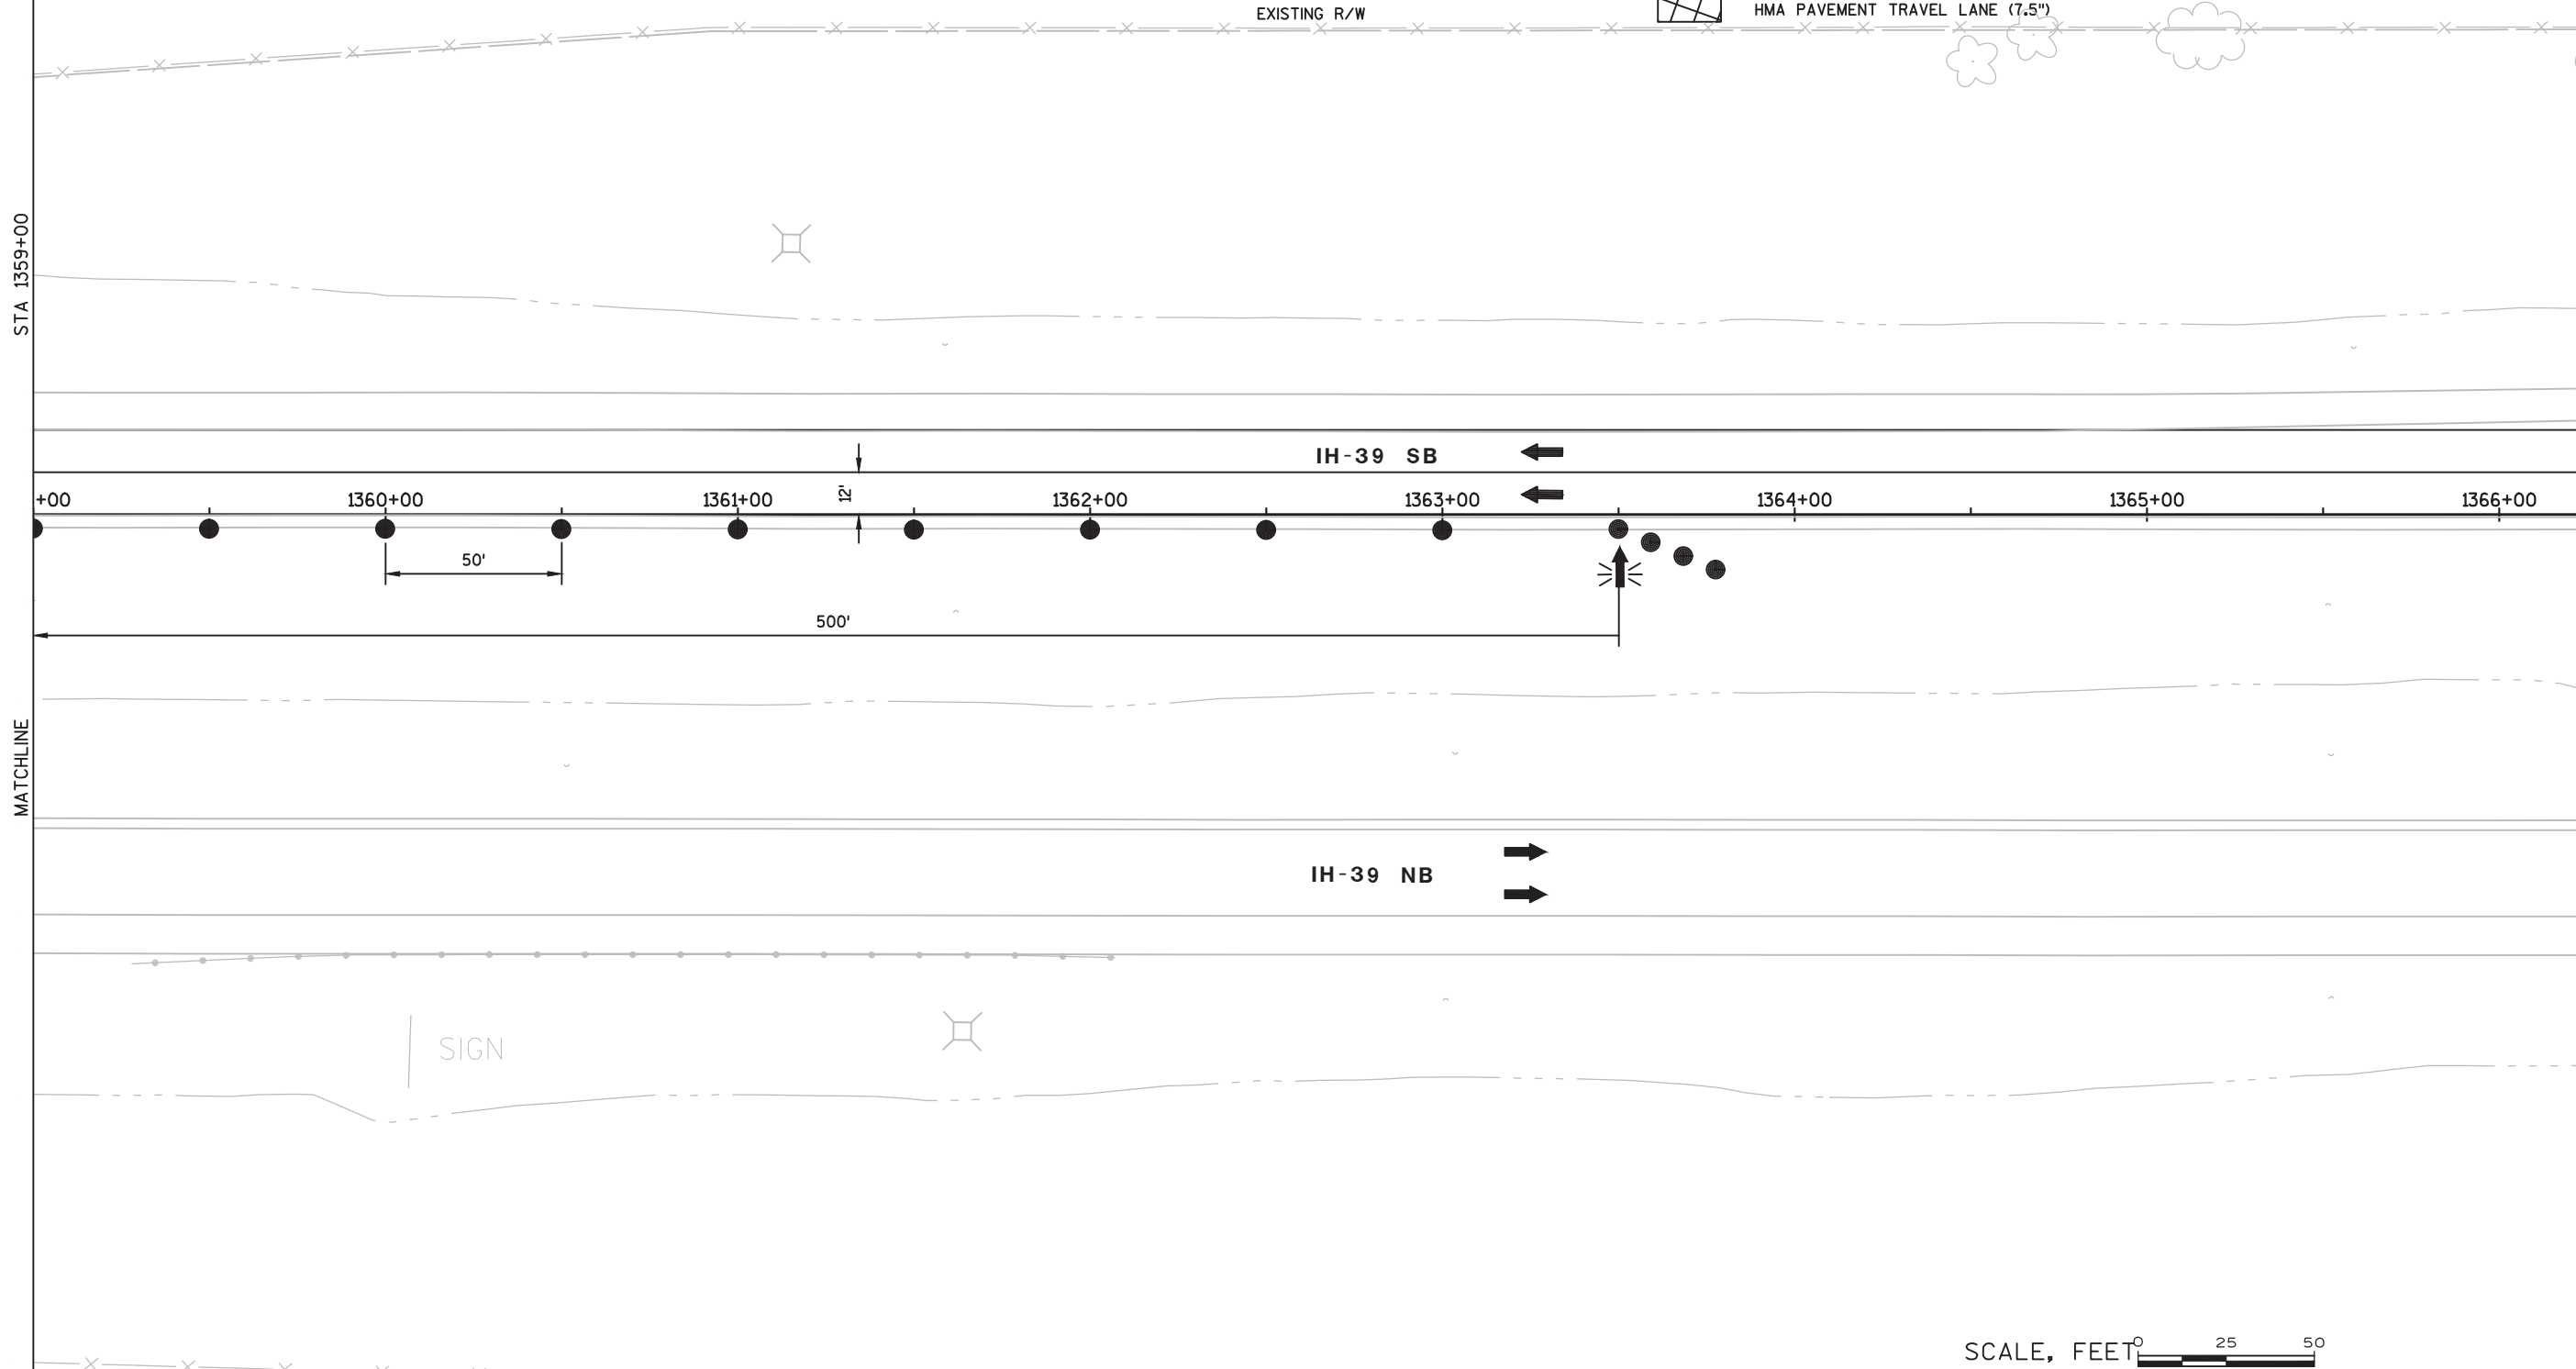 EXISTING R/W
HMA PAVEMENT TRAVEL LANE (7.5")
STA 1359+00
IH-39 SB
+00 1360+00 1361+00 12' 1362+00 1363+00 1364+00 1365+00 1366+00
50'
500'
MATCHLINE
IH-39 NB
SIGN
SCALE, FEET 0 25 50